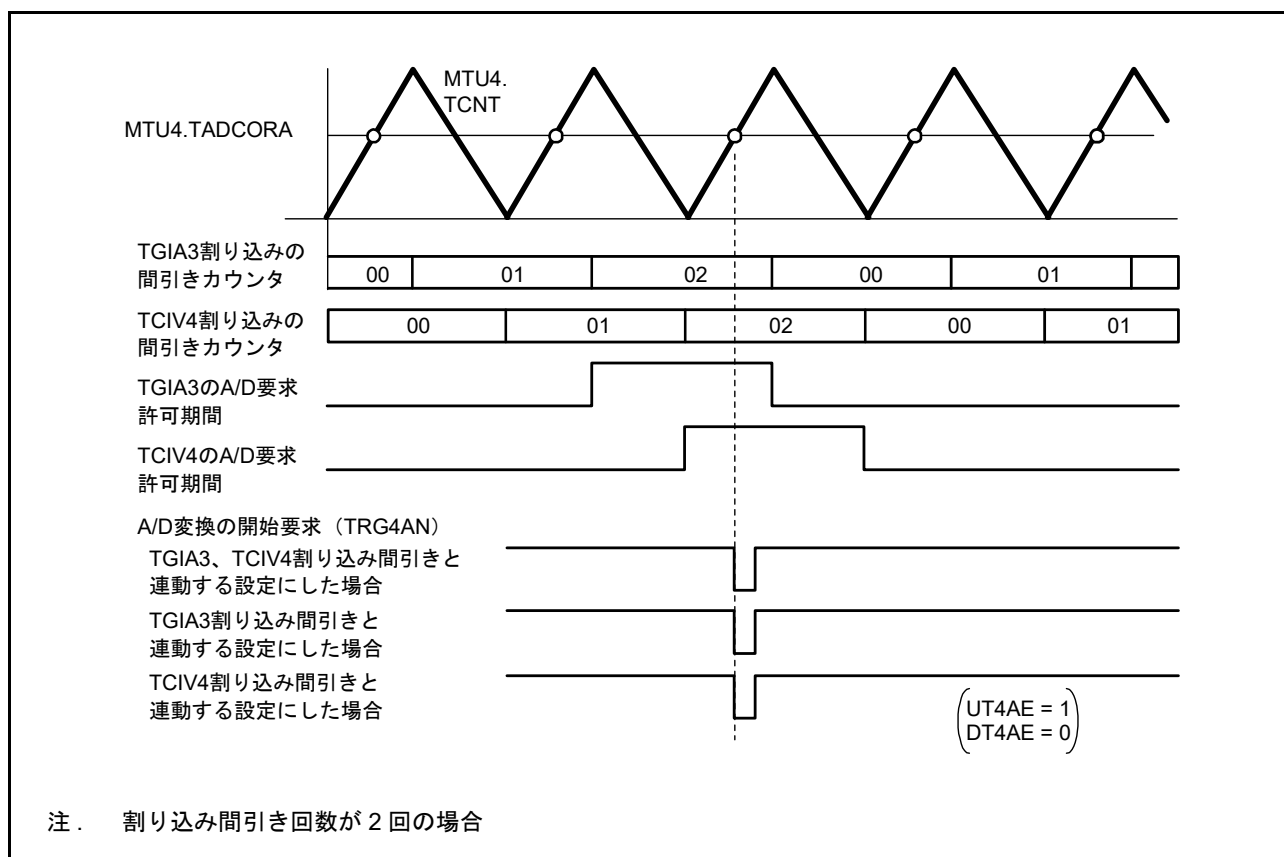 MTU4.
TCNT
MTU4.TADCORA
TGIA3割り込みの
間引きカウンタ
00 01 02 00 01
TCIV4割り込みの
間引きカウンタ
00 01 02 00 01
TGIA3のA/D要求
許可期間
TCIV4のA/D要求
許可期間
A/D変換の開始要求（TRG4AN）
TGIA3、TCIV4割り込み間引きと
連動する設定にした場合
TGIA3割り込み間引きと
連動する設定にした場合
TCIV4割り込み間引きと
連動する設定にした場合
UT4AE = 1
DT4AE = 0
注． 割り込み間引き回数が 2 回の場合